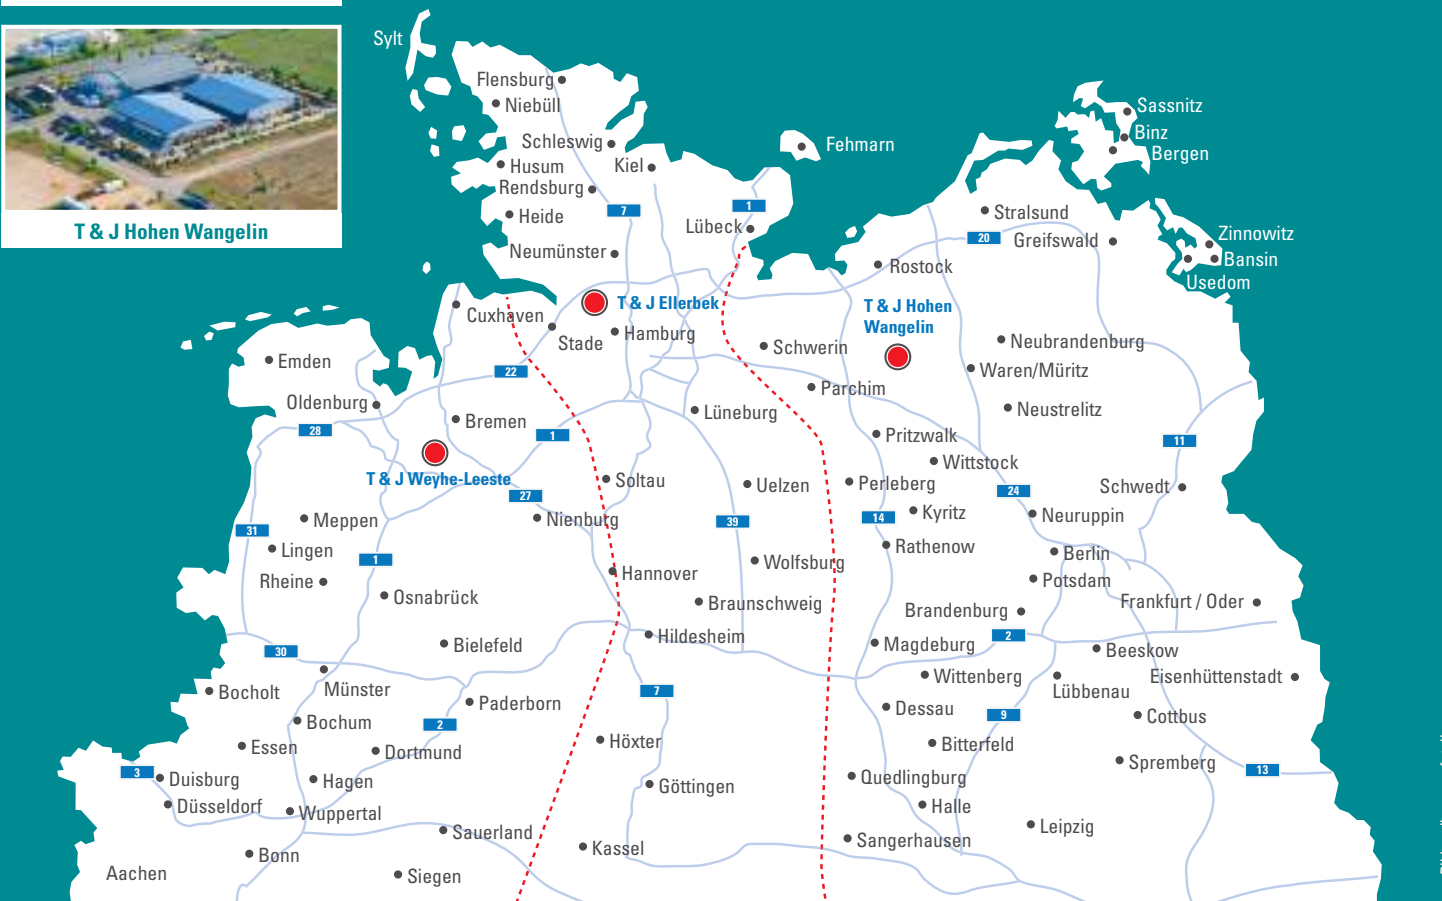 T & J Hohen Wangelin
Sylt
Flensburg
Niebüll
Schleswig
Husum
Kiel
Rendsburg
Heide
7
Neumünster
Fehmarn
1
Lübeck
Sassnitz
Binz
Bergen
Stralsund
20
Greifswald
Zinnowitz
Bansin
Usedom
Rostock
Cuxhaven
T & J Ellerbek
T & J Hohen
Wangelin
Stade
Hamburg
Schwerin
Neubrandenburg
Emden
22
Parchim
Waren/Müritz
Oldenburg
Bremen
Lüneburg
Neustrelitz
28
1
Pritzwalk
11
T & J Weyhe-Leeste
Soltau
Uelzen
Wittstock
Perleberg
24
Schwedt
27
Nienburg
39
14
Kyritz
Neuruppin
Meppen
31
Lingen
1
Rathenow
Berlin
Rheine
Hannover
Wolfsburg
Potsdam
Osnabrück
Braunschweig
Brandenburg
Frankfurt / Oder
Bielefeld
Hildesheim
Magdeburg
2
Beeskow
30
Münster
Wittenberg
Lübbenau
Eisenhüttenstadt
Bocholt
7
Paderborn
Dessau
9
Cottbus
Bochum
2
Essen
Dortmund
Höxter
Bitterfeld
Spremberg
13
3
Duisburg
Hagen
Göttingen
Quedlingburg
Düsseldorf
Wuppertal
Halle
Sauerland
Leipzig
Bonn
Kassel
Sangerhausen
Aachen
Siegen